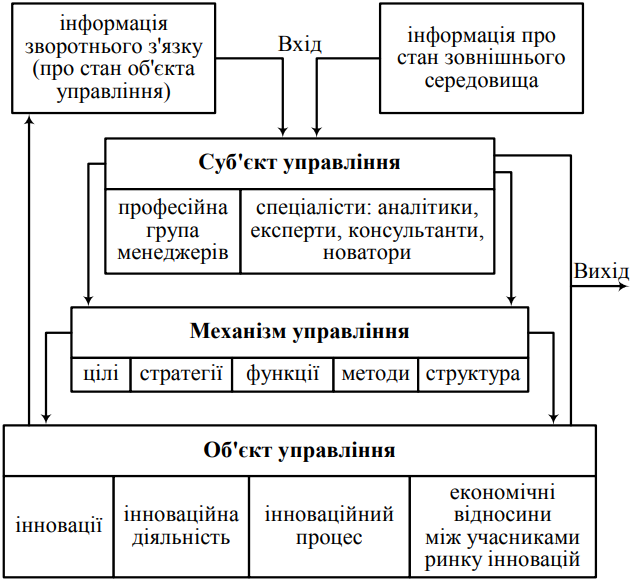 інформація
зворотнього з'язку
(про стан об'єкта
управління)
Вхід
інформація про
стан зовнішнього
середовища
Суб'єкт управління
професійна
група
менеджерів
спеціалісти: аналітики,
експерти, консультанти,
новатори
Вихід
Механізм управління
цілі
стратегії
функції
методи
структура
Об'єкт управління
інновації
інноваційна
діяльність
інноваційний
процес
економічні
відносини
між учасниками
ринку інновацій